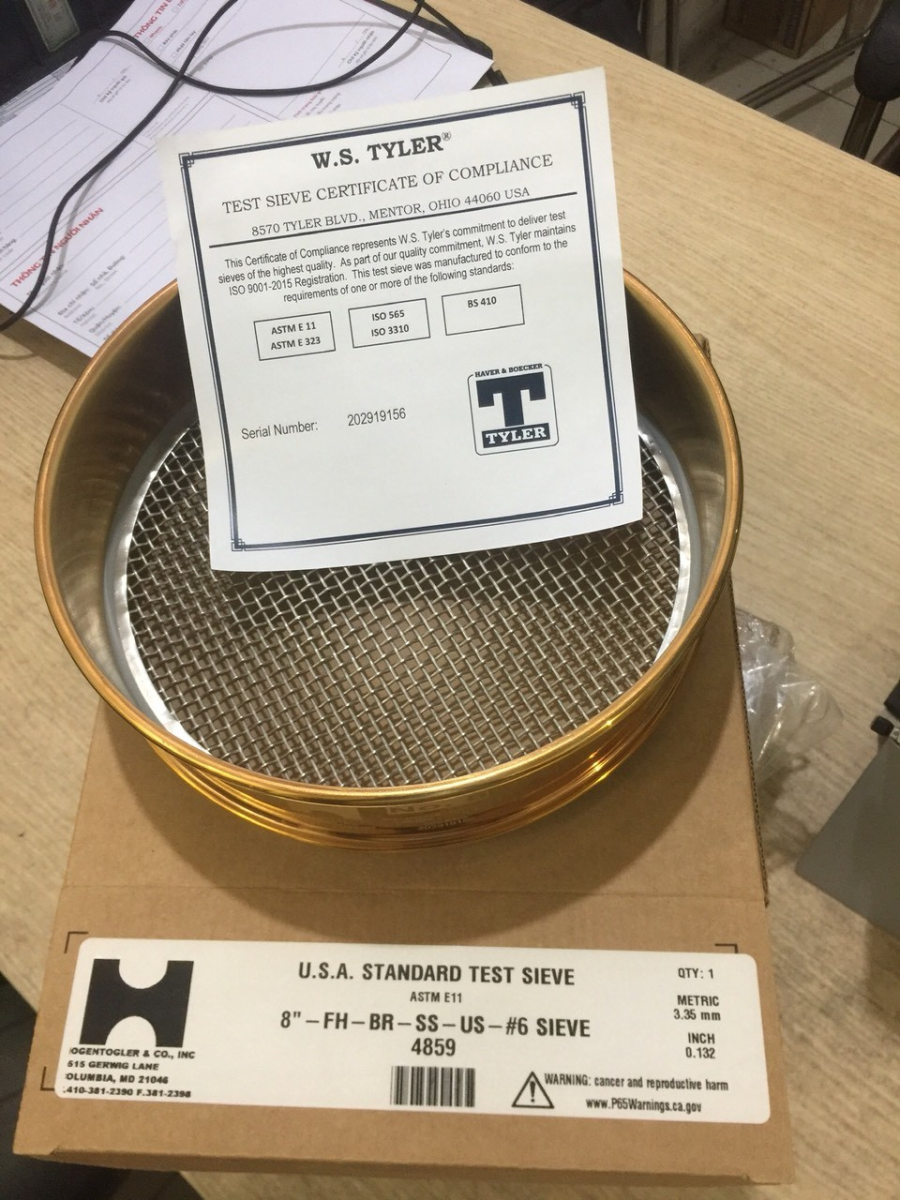 THÔNG TIN
THÔNG TIN NGƯỜI NHẬN
W.S. TYLER®
TEST SIEVE CERTIFICATE OF COMPLIANCE
8570 TYLER BLVD., MENTOR, OHIO 44060 USA
This Certificate of Compliance represents W.S. Tyler's commitment to deliver test
sieves of the highest quality. As part of our quality commitment, W.S. Tyler maintains
ISO 9001-2015 Registration. This test sieve was manufactured to conform to the
requirements of one or more of the following standards:
ASTM E 11
ASTM E 323
ISO 565
ISO 3310
BS 410
Serial Number: 202919156
HAVER & BOECKER
T
TYLER
U.S.A. STANDARD TEST SIEVE
ASTM E11
8"–FH–BR–SS–US–#6 SIEVE
4859
QTY: 1
METRIC
3.35 mm
INCH
0.132
OGENTOGLER & CO., INC
515 GERWIG LANE
OLUMBIA, MD 21046
.410-381-2390 F.381-2398
WARNING: cancer and reproductive harm
www.P65Warnings.ca.gov